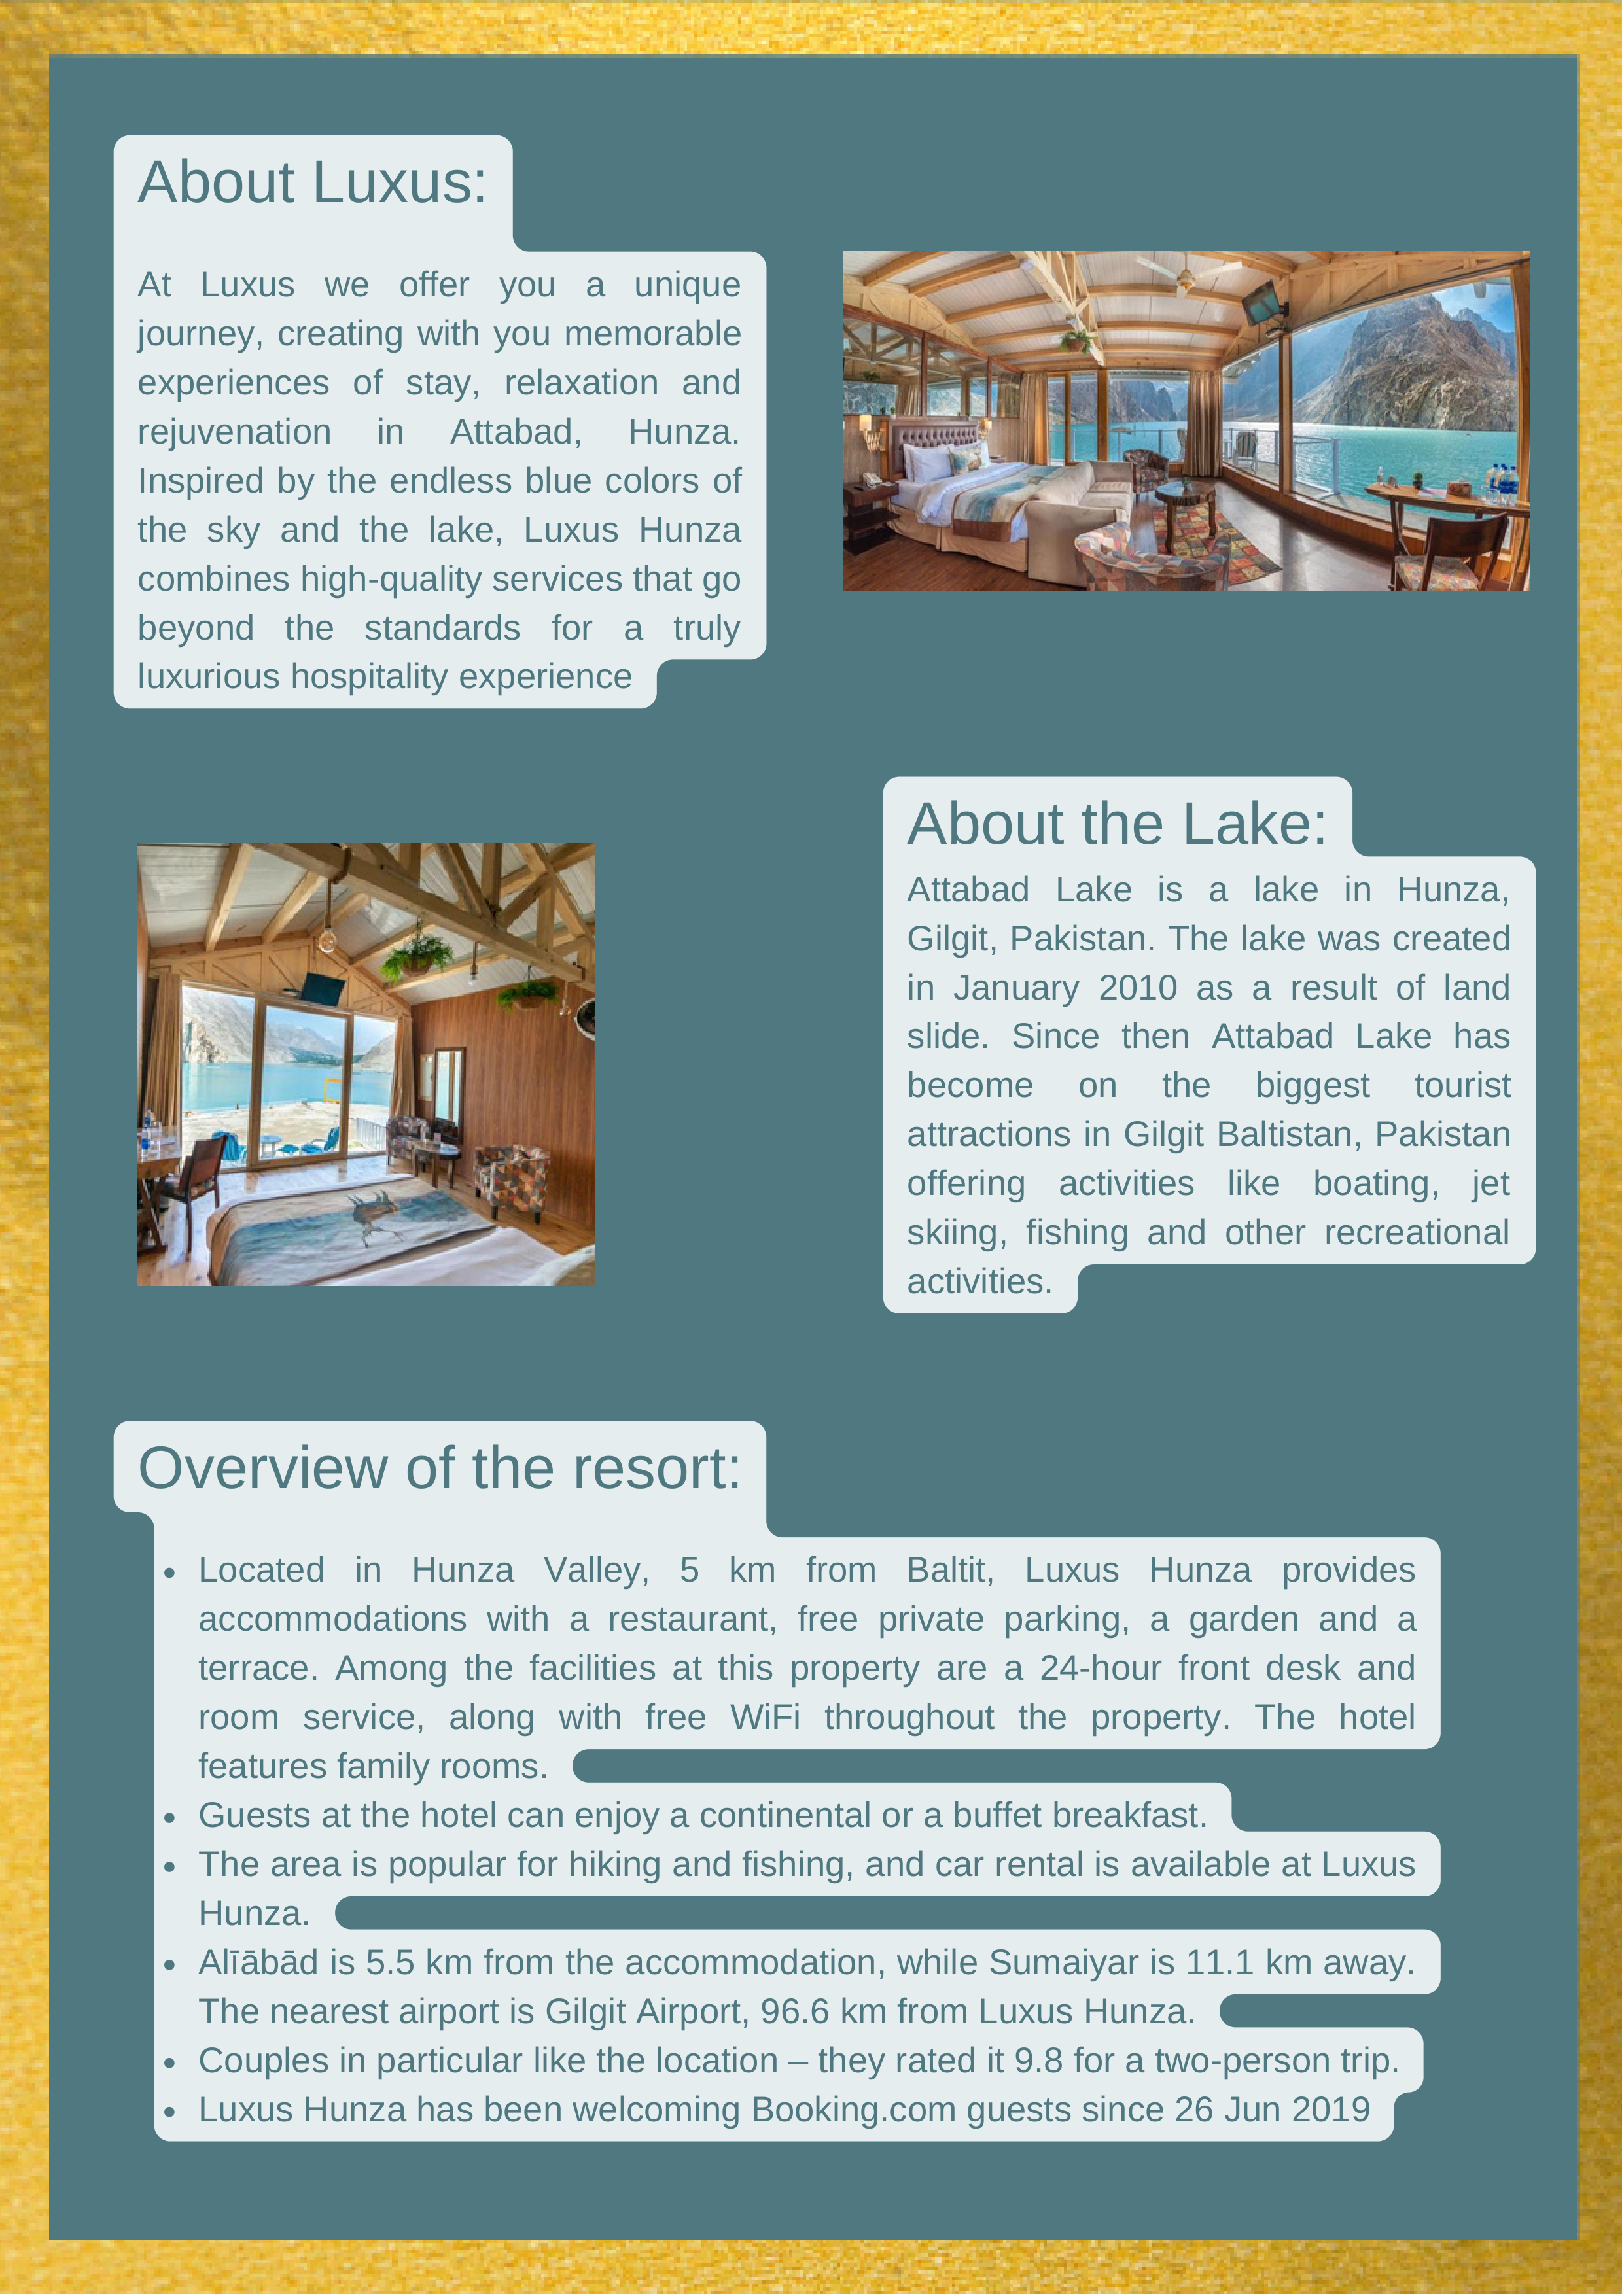 About Luxus:
At Luxus we offer you a unique
journey, creating with you memorable
experiences of stay, relaxation and
rejuvenation in Attabad, Hunza.
Inspired by the endless blue colors of
the sky and the lake, Luxus Hunza
combines high-quality services that go
beyond the standards for a truly
luxurious hospitality experience
About the Lake:
Attabad Lake is a lake in Hunza,
Gilgit, Pakistan. The lake was created
in January 2010 as a result of land
slide. Since then Attabad Lake has
become on the biggest tourist
attractions in Gilgit Baltistan, Pakistan
offering activities like boating, jet
skiing, fishing and other recreational
activities.
Overview of the resort:
• Located in Hunza Valley, 5 km from Baltit, Luxus Hunza provides
accommodations with a restaurant, free private parking, a garden and a
terrace. Among the facilities at this property are a 24-hour front desk and
room service, along with free WiFi throughout the property. The hotel
features family rooms.
• Guests at the hotel can enjoy a continental or a buffet breakfast.
• The area is popular for hiking and fishing, and car rental is available at Luxus
Hunza.
• Alīābād is 5.5 km from the accommodation, while Sumaiyar is 11.1 km away.
The nearest airport is Gilgit Airport, 96.6 km from Luxus Hunza.
• Couples in particular like the location – they rated it 9.8 for a two-person trip.
• Luxus Hunza has been welcoming Booking.com guests since 26 Jun 2019